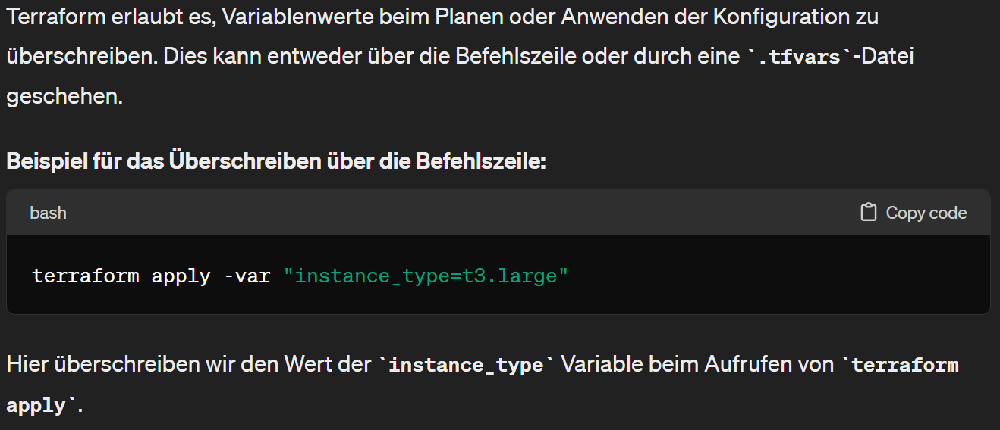 Terraform erlaubt es, Variablenwerte beim Planen oder Anwenden der Konfiguration zu
überschreiben. Dies kann entweder über die Befehlszeile oder durch eine `.tfvars`-Datei
geschehen.
Beispiel für das Überschreiben über die Befehlszeile:
bash Copy code
terraform apply -var "instance_type=t3.large"
Hier überschreiben wir den Wert der `instance_type` Variable beim Aufrufen von `terraform
apply`.